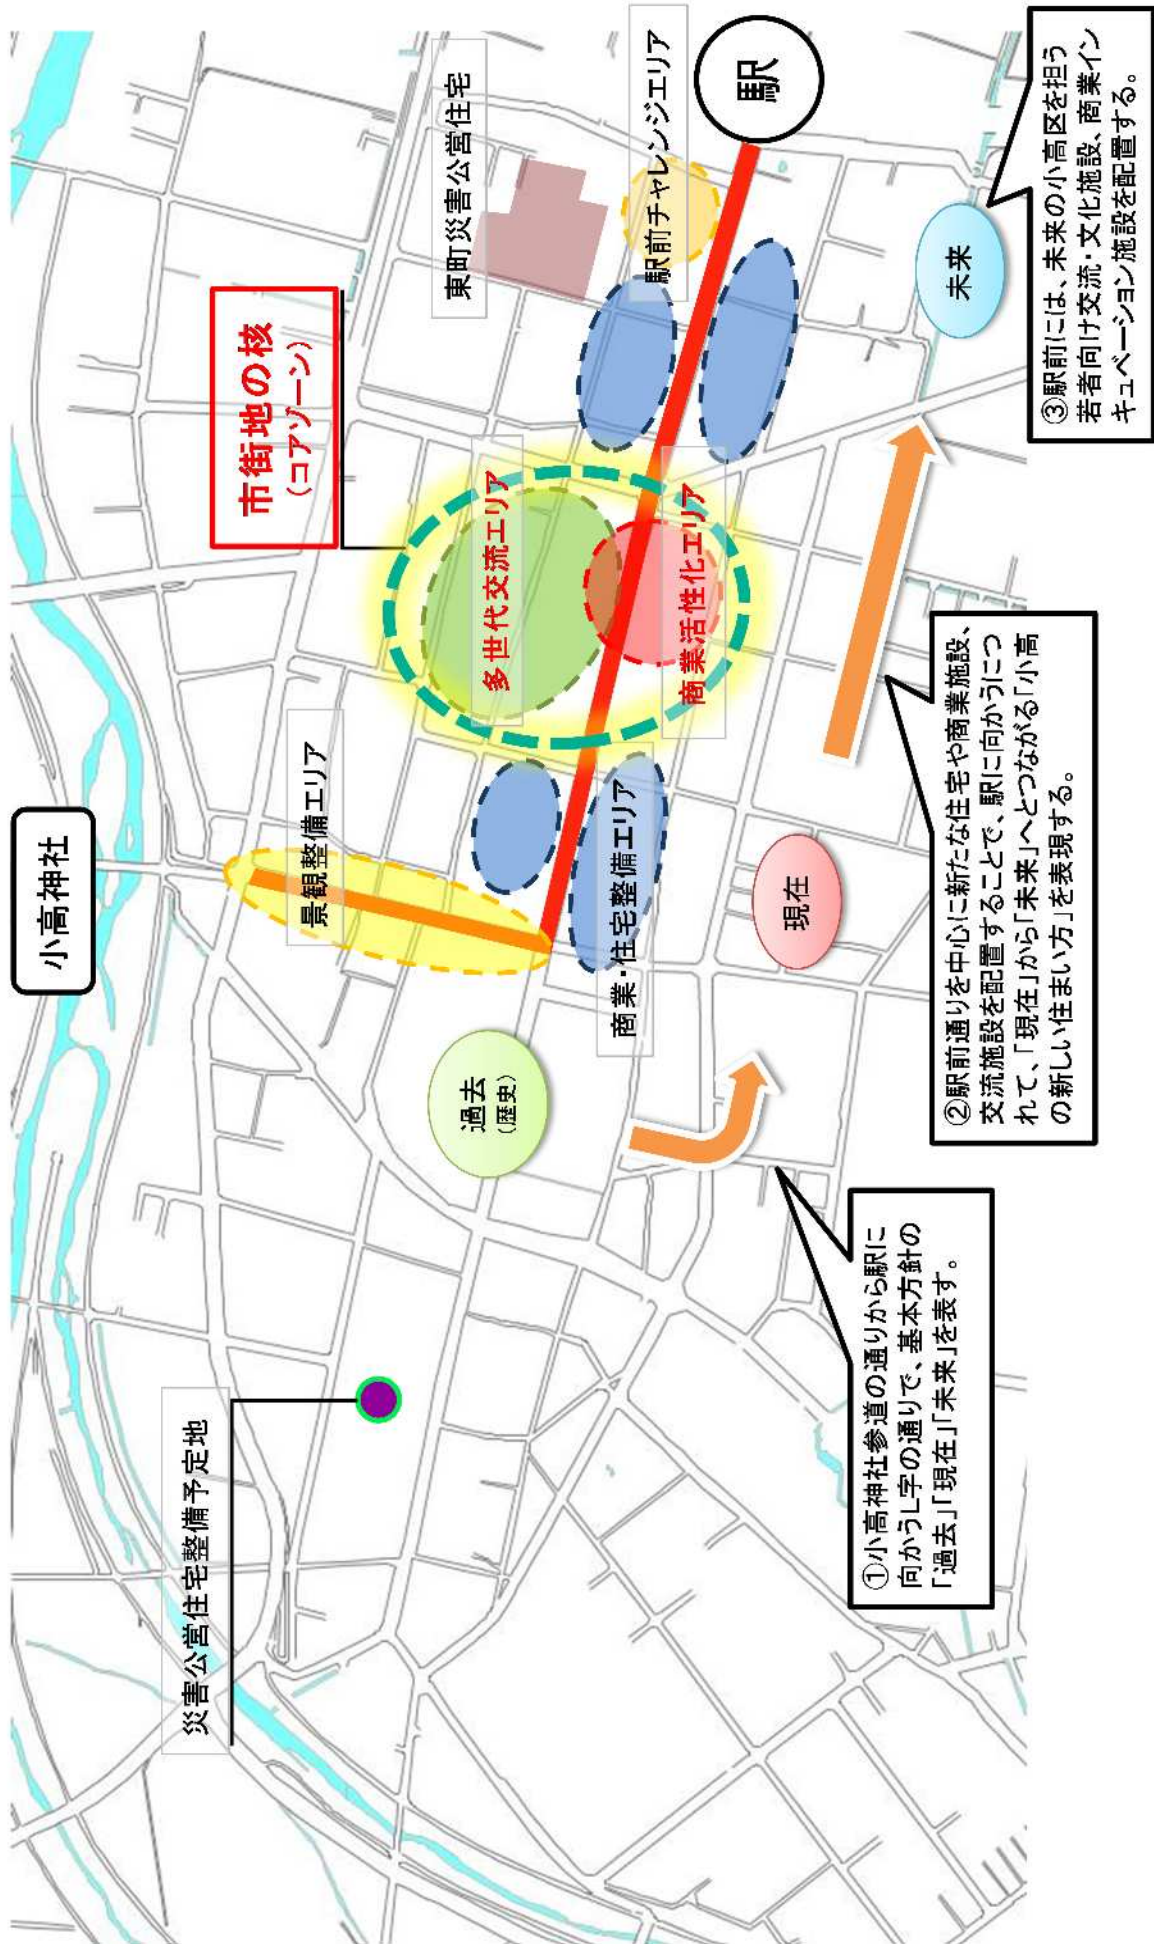 小高神社
災害公営住宅整備予定地
景観整備エリア
市街地の核
（コアゾーン）
東町災害公営住宅
多世代交流エリア
駅前チャレンジエリア
駅
過去
（歴史）
商業・住宅整備エリア
商業活性化エリア
現在
未来
①小高神社参道の通りから駅に
向かうL字の通りで、基本方針の
「過去」「現在」「未来」を表す。
②駅前通りを中心に新たな住宅や商業施設、
交流施設を配置することで、駅に向かうにつ
れて、「現在」から「未来」へとつながる「小高
の新しい住まい方」を表現する。
③駅前には、未来の小高区を担う
若者向け交流・文化施設、商業イン
キュベーション施設を配置する。